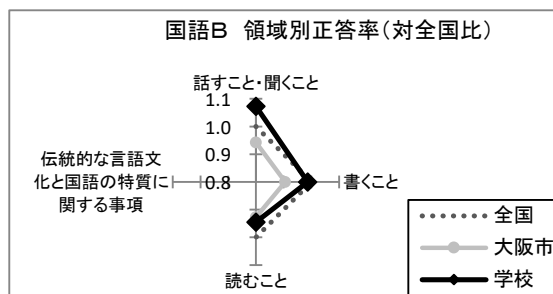 国語B 領域別正答率(対全国比)
話すこと・聞くこと
1.1
1.0
0.9
0.8
伝統的な言語文
化と国語の特質に
関する事項
書くこと
読むこと
全国
大阪市
学校